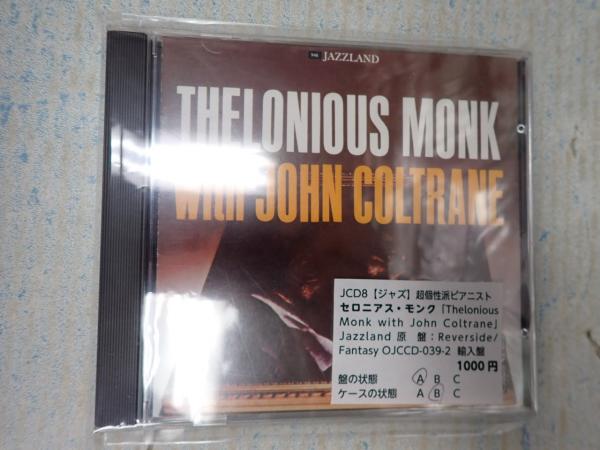 JAZZLAND
THELONIOUS MONK
with JOHN COLTRANE
JCD8【ジャズ】超個性派ピアニスト
セロニアス・モンク「Thelonious
Monk with John Coltrane」
Jazzland 原 盤:Reverside/
Fantasy OJCCD-039-2 輸入盤
1000円
盤の状態 A B C
ケースの状態 A B C